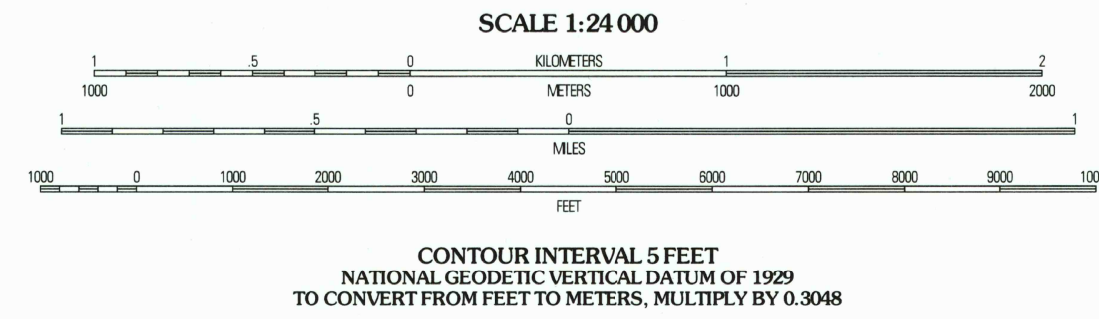 SCALE 1:24 000
1 .5 0 KILOMETERS 1 2
1000 0 METERS 1000 2000
1 .5 0 1
MILES
1000 0 1000 2000 3000 4000 5000 6000 7000 8000 9000 100
FEET
CONTOUR INTERVAL 5 FEET
NATIONAL GEODETIC VERTICAL DATUM OF 1929
TO CONVERT FROM FEET TO METERS, MULTIPLY BY 0.3048